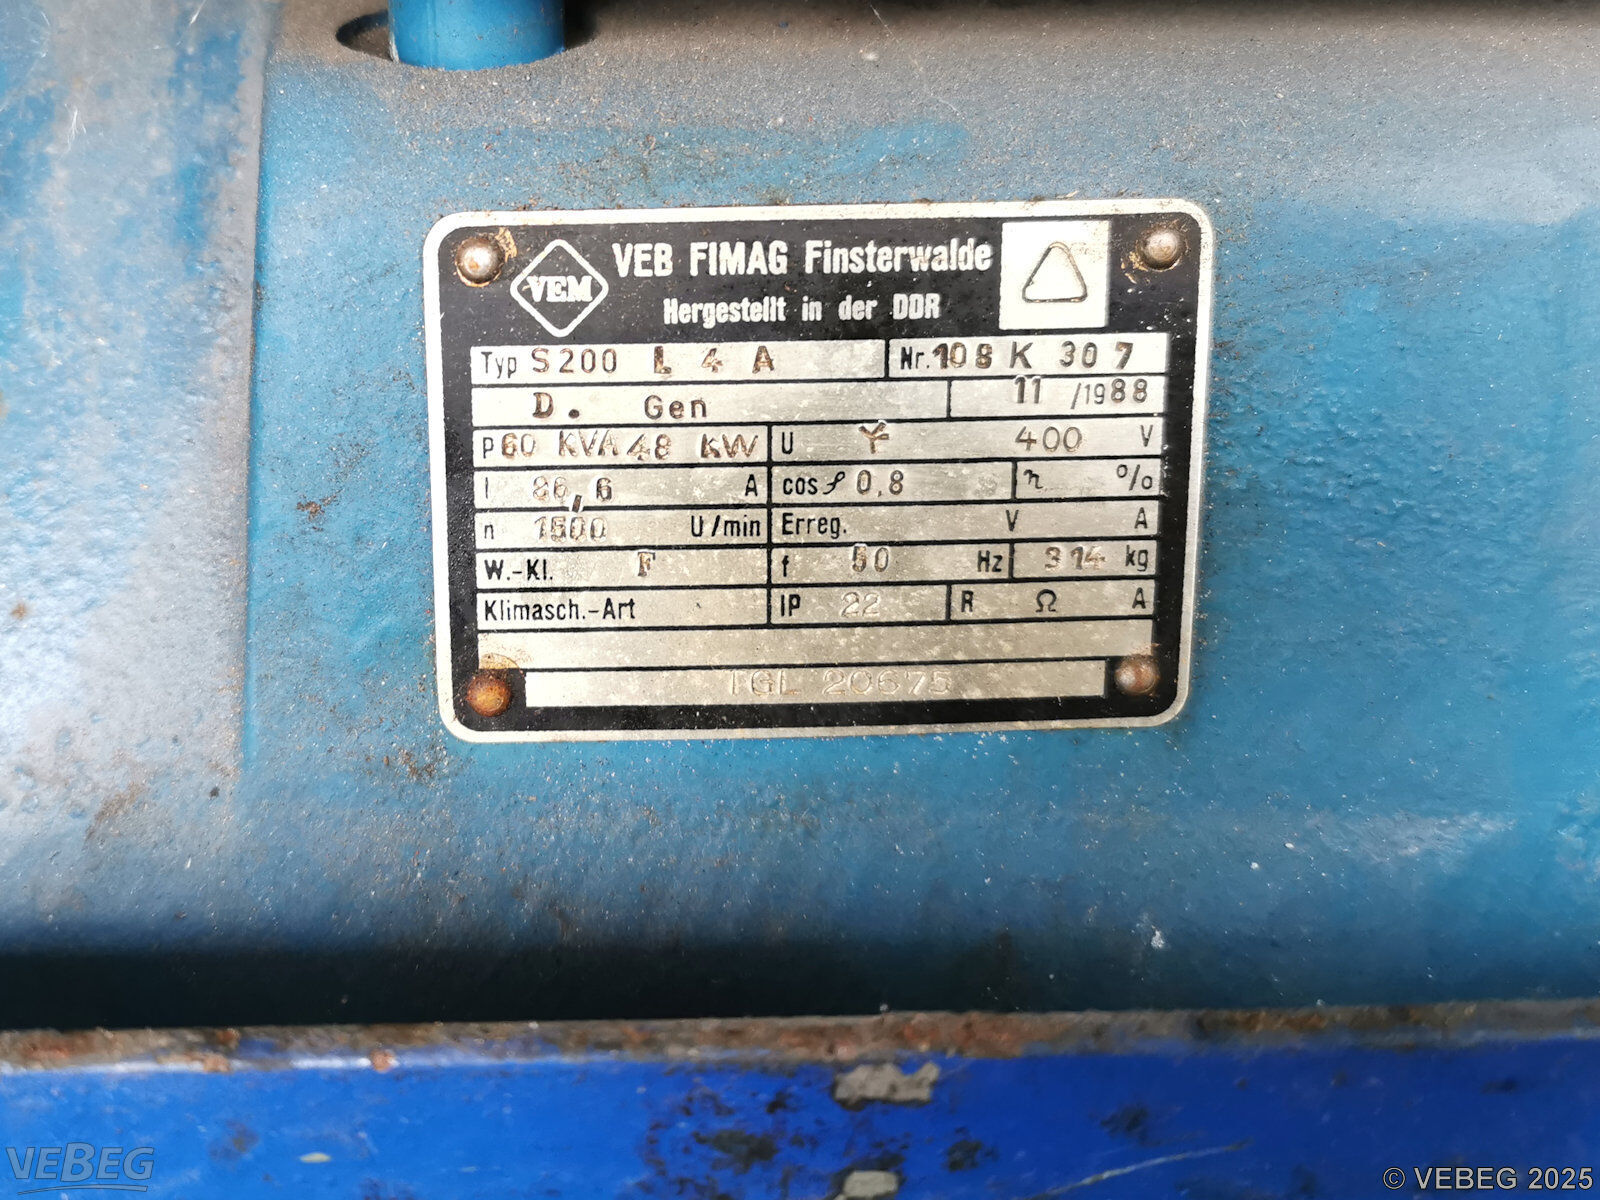 VEM
VEB FIMAG Finsterwalde
Hergestellt in der DDR
Typ S200 L 4 A Nr. 108 K 307
D. Gen 11 /1988
P 60 KVA 48 KW U Y 400 V
I 86,6 A cos φ 0,8 η %
n 1500 U/min Erreg. V A
W.-Kl. F f 50 Hz 314 kg
Klimasch.-Art IP 22 R Ω A
TGL 20675
VEBEG
© VEBEG 2025